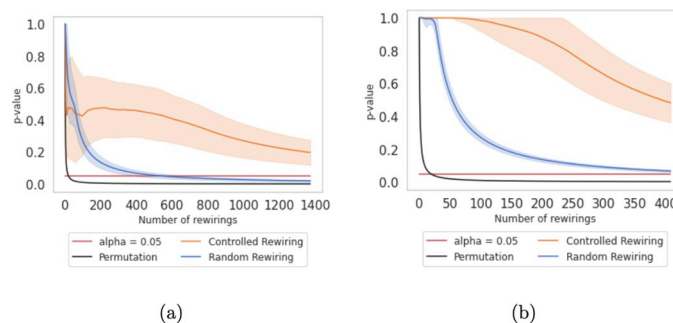 1.0
0.8
0.6
0.4
0.2
0.0
p-value
0 200 400 600 800 1000 1200 1400
Number of rewirings
alpha = 0.05 Controlled Rewiring
Permutation Random Rewiring
(a)
1.0
0.8
0.6
0.4
0.2
0.0
p-value
0 50 100 150 200 250 300 350 400
Number of rewirings
alpha = 0.05 Controlled Rewiring
Permutation Random Rewiring
(b)